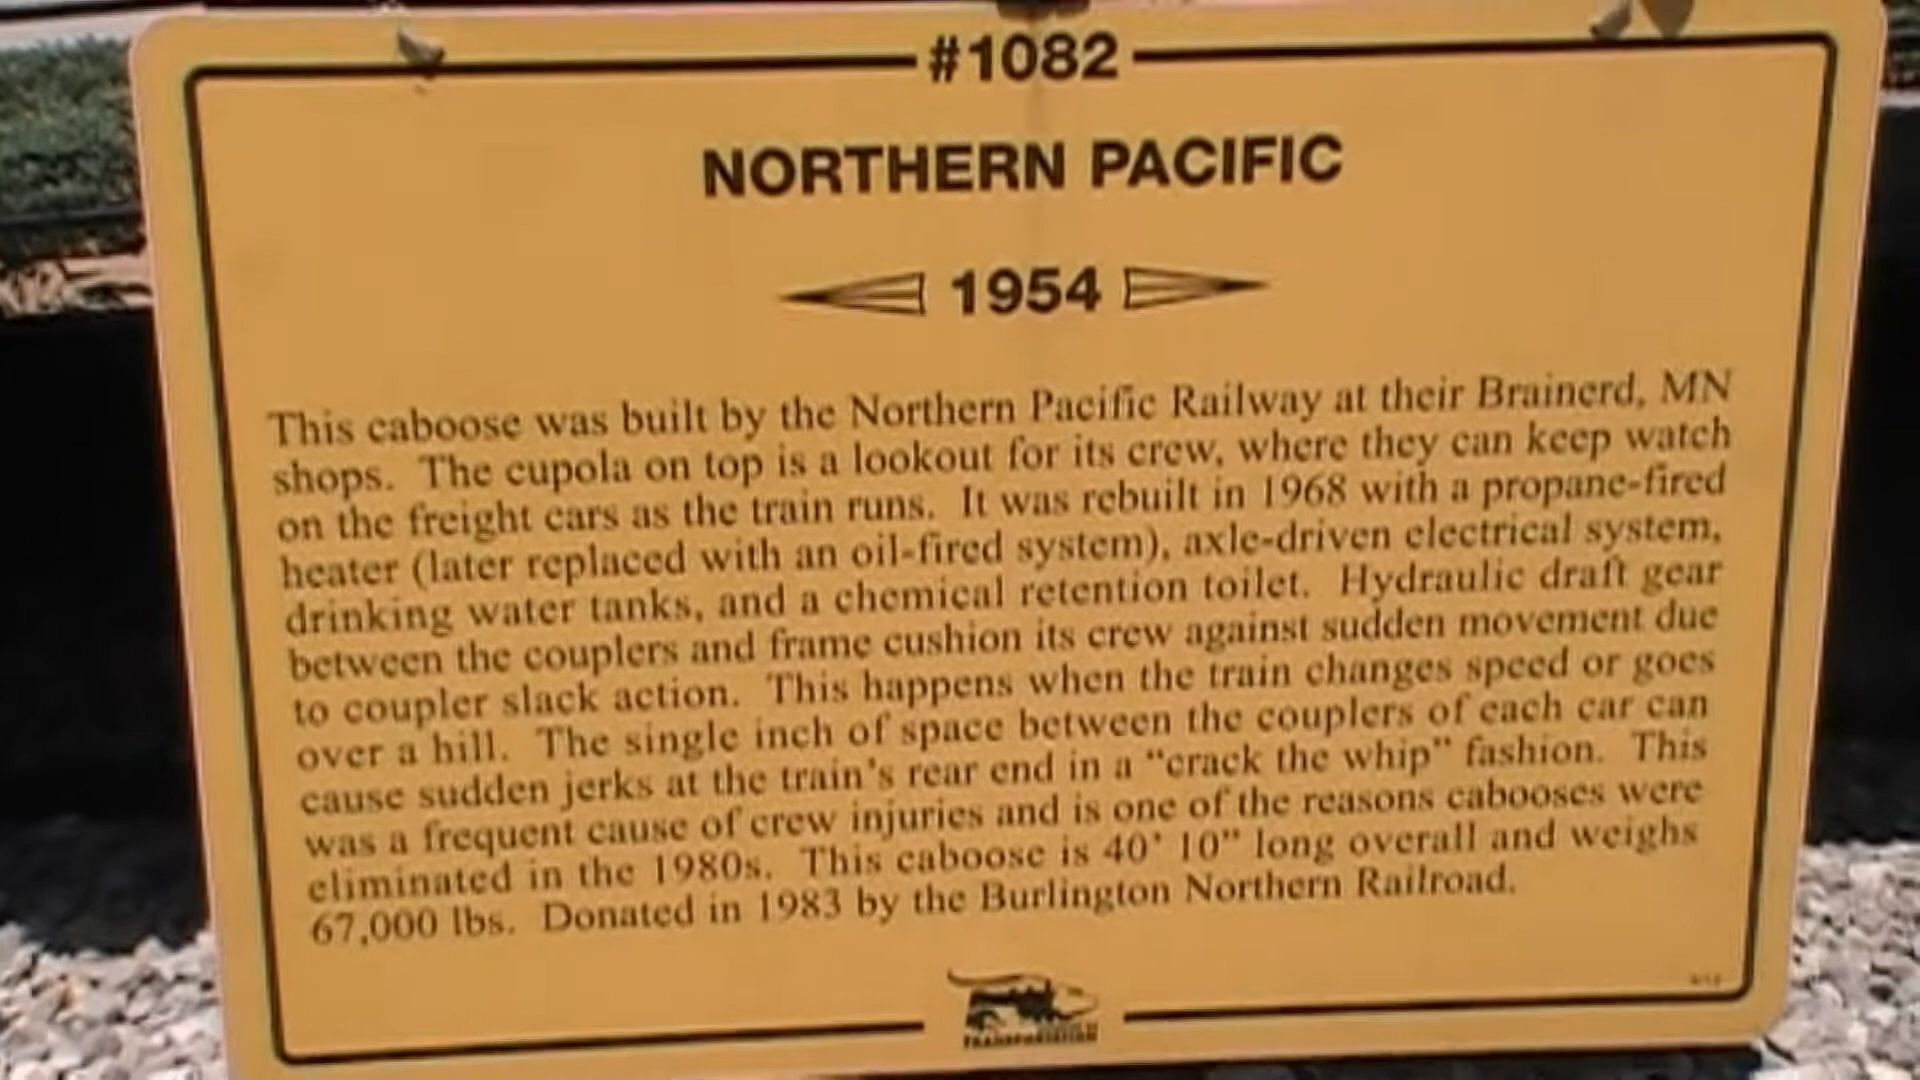 #1082
NORTHERN PACIFIC
1954
This caboose was built by the Northern Pacific Railway at their Brainerd, MN
shops. The cupola on top is a lookout for its crew, where they can keep watch
on the freight cars as the train runs. It was rebuilt in 1968 with a propane-fired
heater (later replaced with an oil-fired system), axle-driven electrical system,
drinking water tanks, and a chemical retention toilet. Hydraulic draft gear
between the couplers and frame cushion its crew against sudden movement due
to coupler slack action. This happens when the train changes speed or goes
over a hill. The single inch of space between the couplers of each car can
cause sudden jerks at the train's rear end in a "crack the whip" fashion. This
was a frequent cause of crew injuries and is one of the reasons cabooses were
eliminated in the 1980s. This caboose is 40' 10" long overall and weighs
67,000 lbs. Donated in 1983 by the Burlington Northern Railroad.
TRANSPORTATION